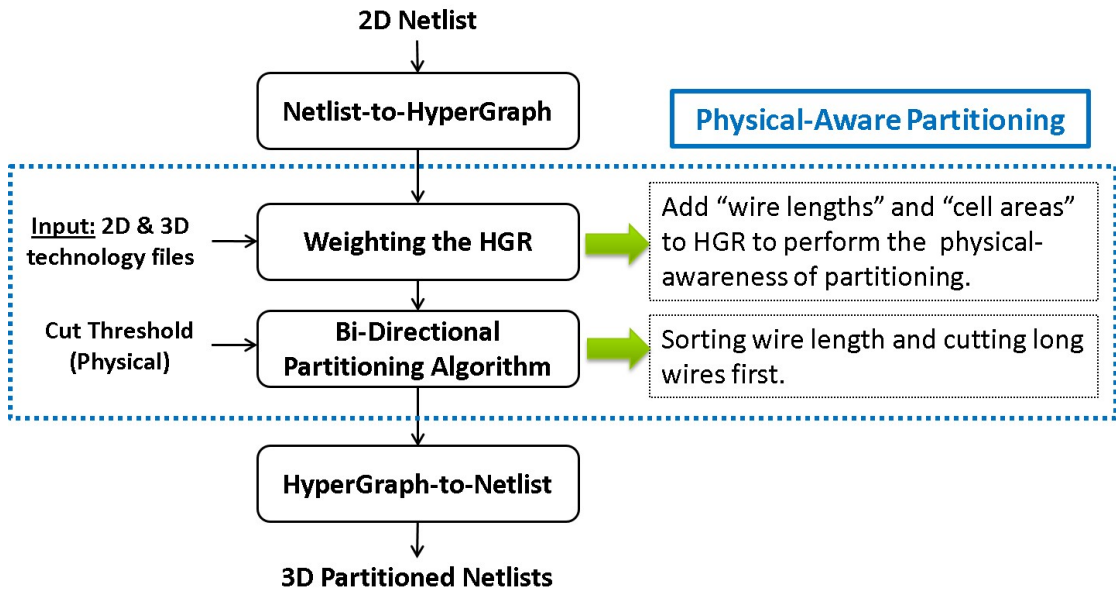 2D Netlist
Netlist-to-HyperGraph
Physical-Aware Partitioning
Input: 2D & 3D
technology files
Weighting the HGR
Add “wire lengths” and “cell areas”
to HGR to perform the physical-
awareness of partitioning.
Cut Threshold
(Physical)
Bi-Directional
Partitioning Algorithm
Sorting wire length and cutting long
wires first.
HyperGraph-to-Netlist
3D Partitioned Netlists